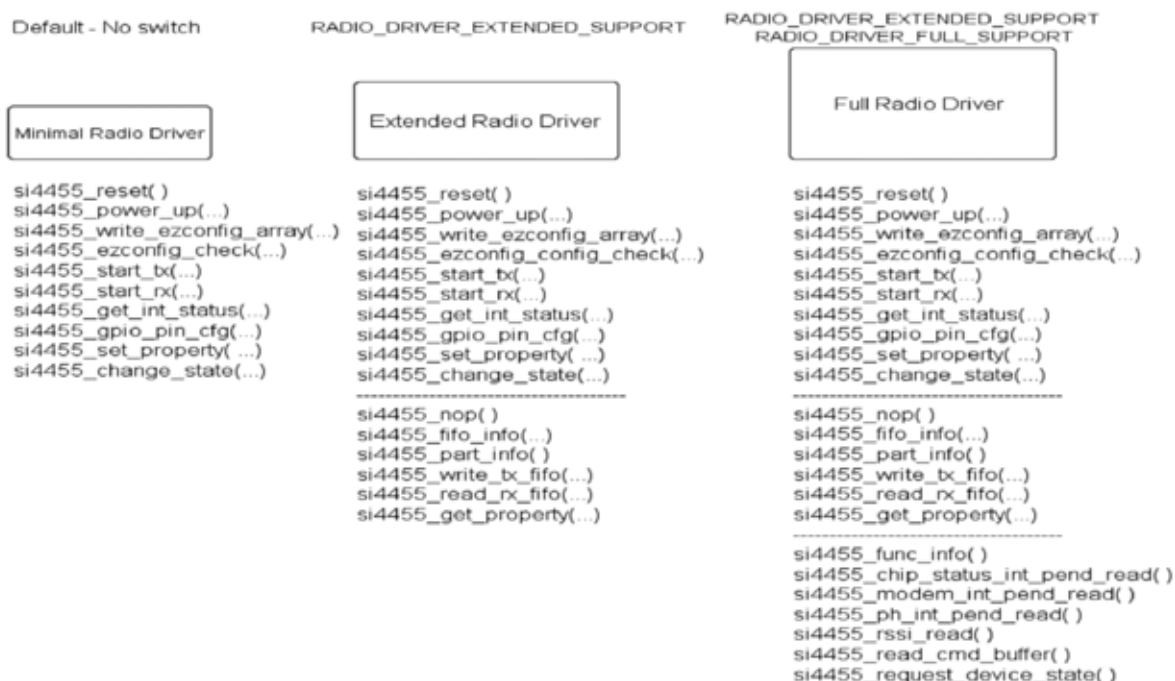 Default - No switch
Minimal Radio Driver
si4455_reset( )
si4455_power_up(...)
si4455_write_ezconfig_array(...)
si4455_ezconfig_check(...)
si4455_start_tx(...)
si4455_start_rx(...)
si4455_get_int_status(...)
si4455_gpio_pin_cfg(...)
si4455_set_property( ...)
si4455_change_state(...)
RADIO_DRIVER_EXTENDED_SUPPORT
Extended Radio Driver
si4455_reset( )
si4455_power_up(...)
si4455_write_ezconfig_array(...)
si4455_ezconfig_config_check(...)
si4455_start_tx(...)
si4455_start_rx(...)
si4455_get_int_status(...)
si4455_gpio_pin_cfg(...)
si4455_set_property( ...)
si4455_change_state(...)
si4455_nop( )
si4455_fifo_info(...)
si4455_part_info( )
si4455_write_tx_fifo(...)
si4455_read_rx_fifo(...)
si4455_get_property(...)
RADIO_DRIVER_EXTENDED_SUPPORT
RADIO_DRIVER_FULL_SUPPORT
Full Radio Driver
si4455_reset( )
si4455_power_up(...)
si4455_write_ezconfig_array(...)
si4455_ezconfig_config_check(...)
si4455_start_tx(...)
si4455_start_rx(...)
si4455_get_int_status(...)
si4455_gpio_pin_cfg(...)
si4455_set_property( ...)
si4455_change_state(...)
si4455_nop( )
si4455_fifo_info(...)
si4455_part_info( )
si4455_write_tx_fifo(...)
si4455_read_rx_fifo(...)
si4455_get_property(...)
si4455_func_info( )
si4455_chip_status_int_pend_read( )
si4455_modem_int_pend_read( )
si4455_ph_int_pend_read( )
si4455_rssi_read( )
si4455_read_cmd_buffer( )
si4455_request_device_state( )